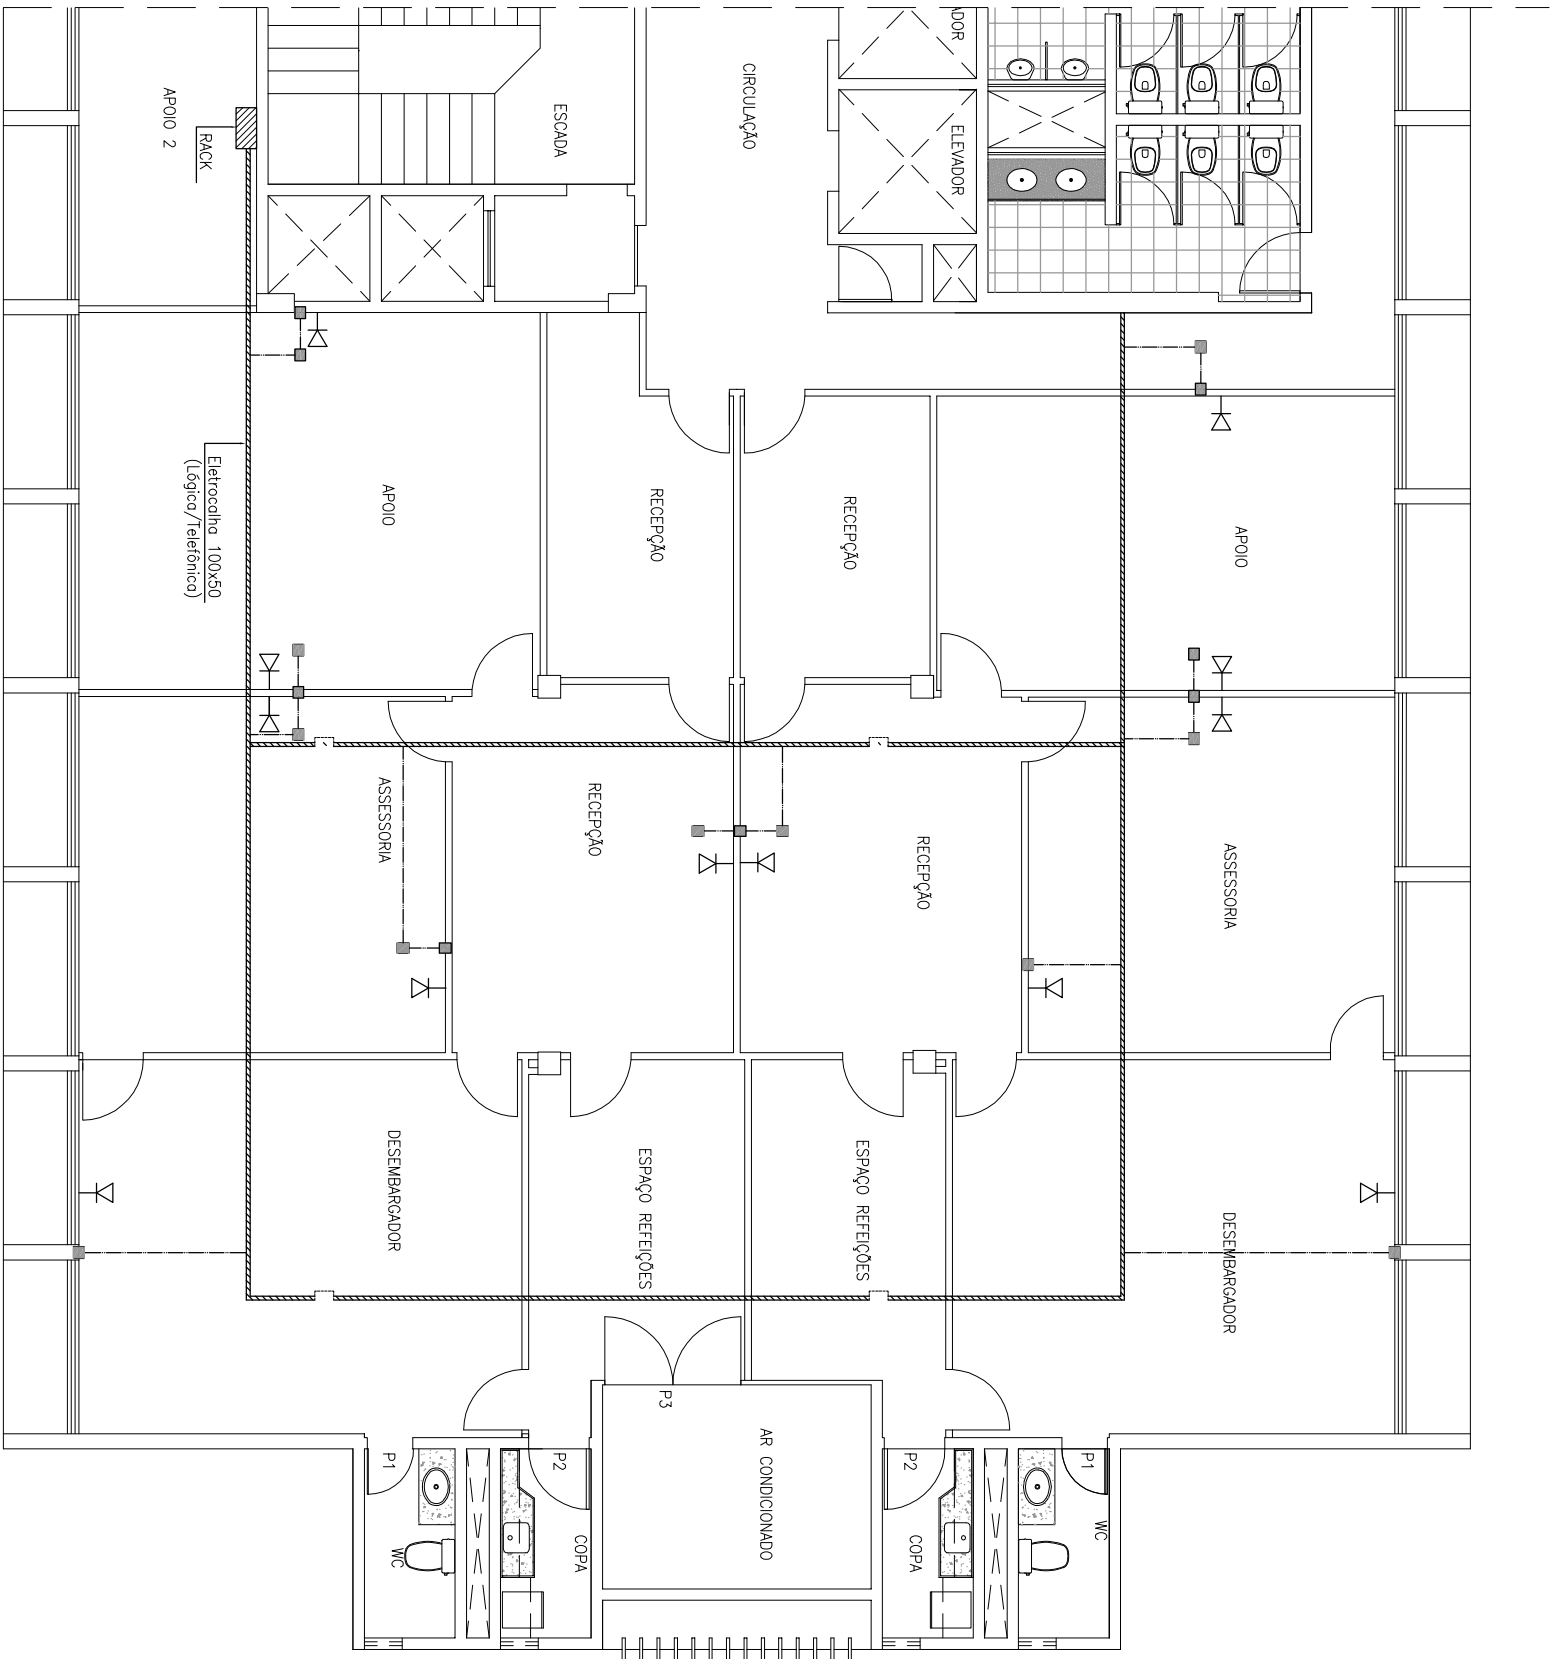 DOR
CIRCULAÇÃO
ELEVADOR
ESCADA
APOIO 2
RACK
Eletrocalha 100x50
(Lógica/Telefônica)
APOIO
RECEPÇÃO
RECEPÇÃO
APOIO
ASSESSORIA
RECEPÇÃO
RECEPÇÃO
ASSESSORIA
DESEMBARGADOR
ESPAÇO REFEIÇÕES
ESPAÇO REFEIÇÕES
DESEMBARGADOR
P3
P1
P2
AR CONDICIONADO
P2
P1
WC
COPA
COPA
WC